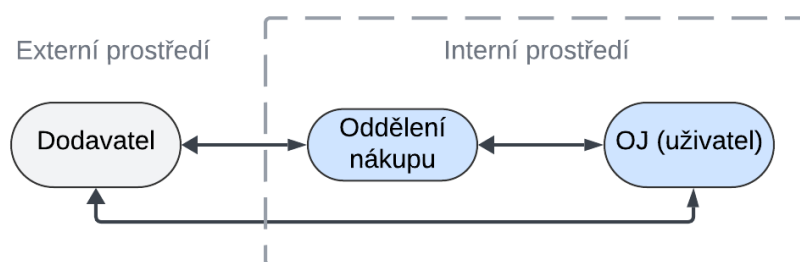 Externí prostředí
Interní prostředí
Dodavatel
Oddělení
nákupu
OJ (uživatel)